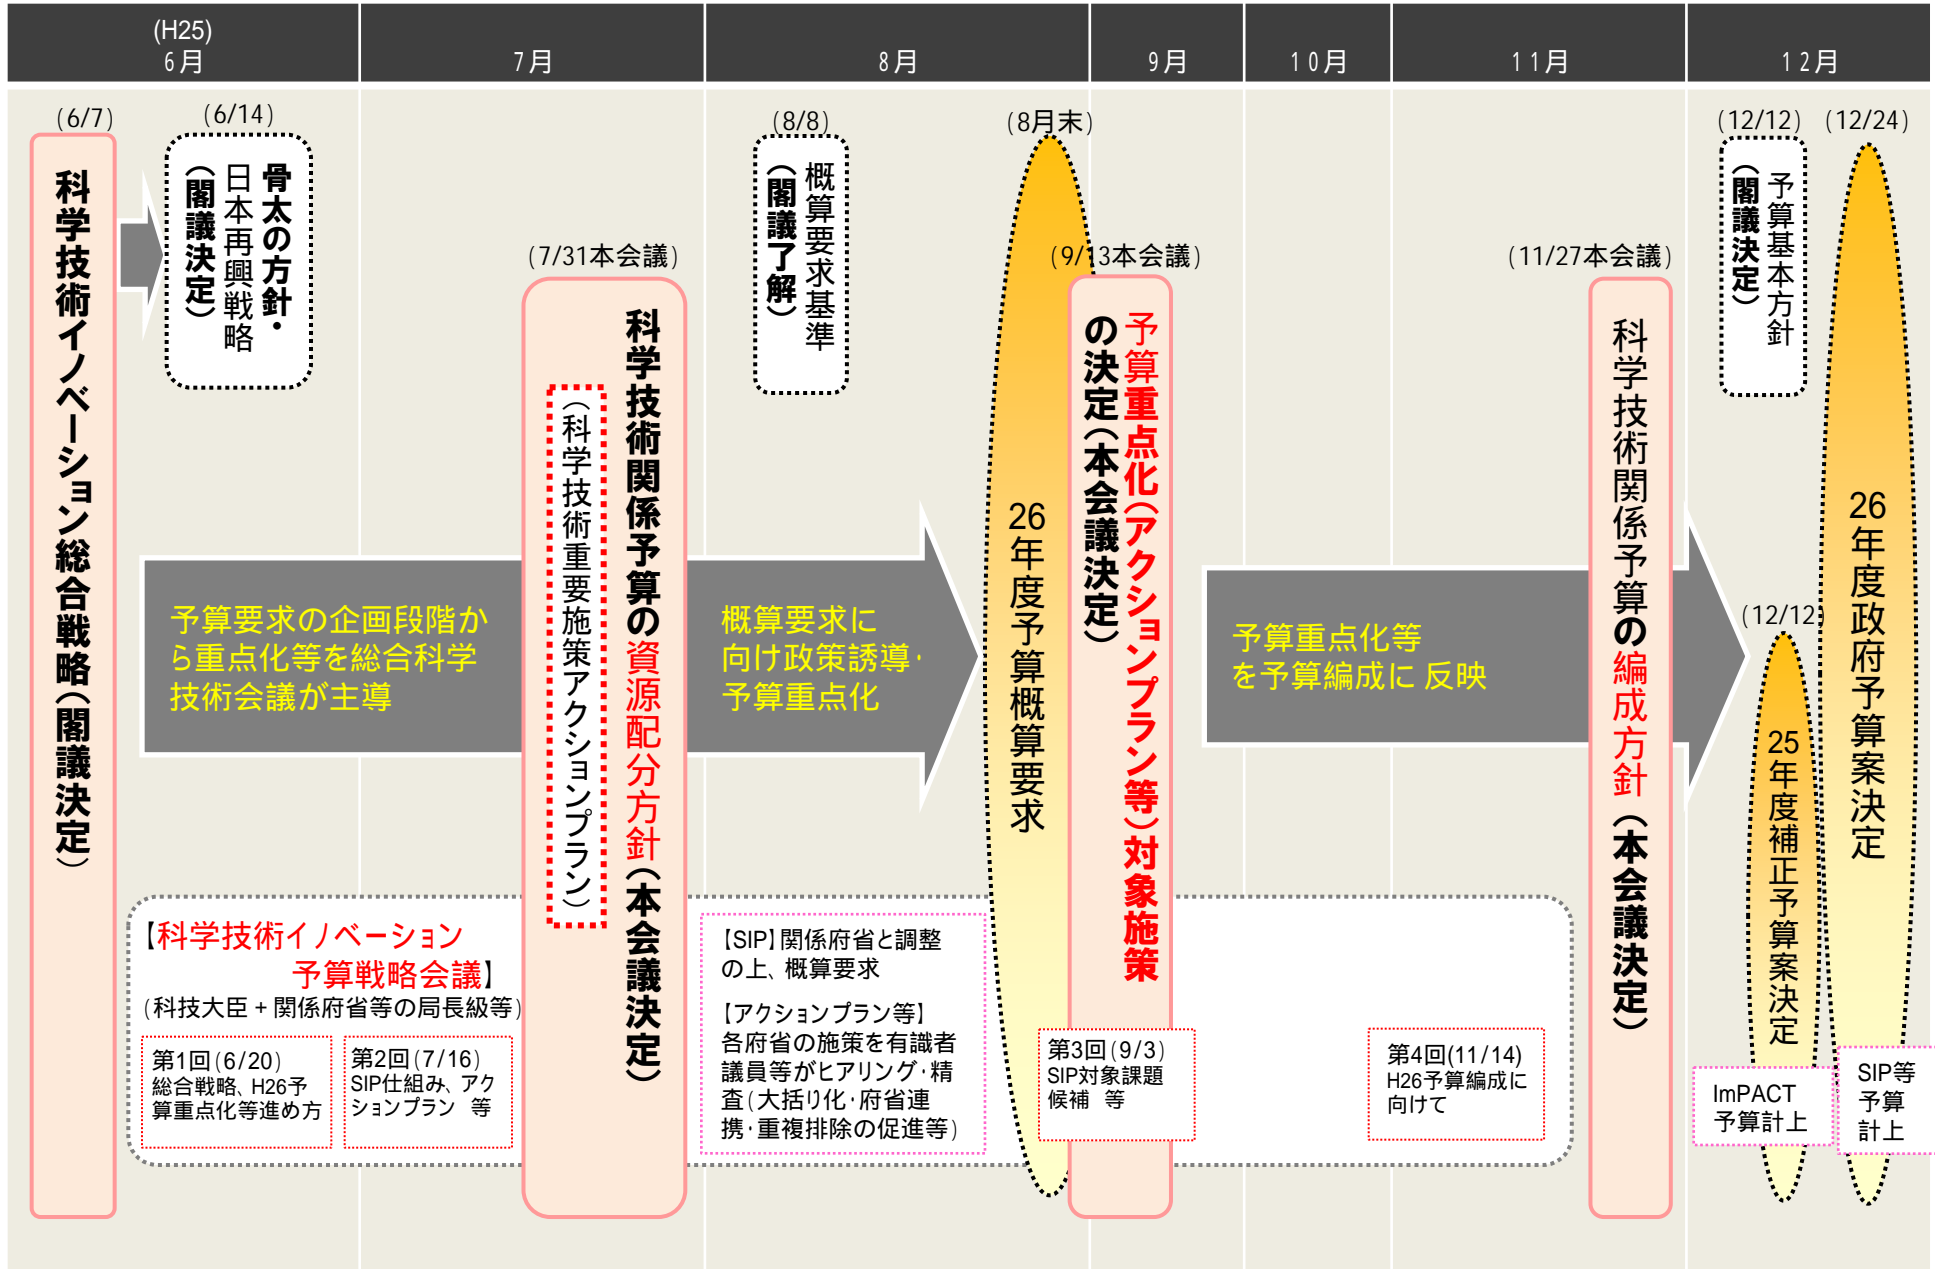 (H25)
6月
7月
8月
9月
10月
11月
12月
(6/7)
科学技術イノベーション総合戦略(閣議決定)
(6/14)
骨太の方針・
日本再興戦略
(閣議決定)
(7/31本会議)
科学技術関係予算の資源配分方針(本会議決定)
(科学技術重要施策アクションプラン)
(8/8)
概算要求基準
(閣議了解)
(8月末)
26年度予算概算要求
(9/13本会議)
予算重点化(アクションプラン等)対象施策
の決定(本会議決定)
(11/27本会議)
科学技術関係予算の編成方針(本会議決定)
(12/12)
予算基本方針
(閣議決定)
(12/24)
26年度政府予算案決定
(12/12)
25年度補正予算案決定
予算要求の企画段階か
ら重点化等を総合科学
技術会議が主導
概算要求に
向け政策誘導・
予算重点化
予算重点化等
を予算編成に 反映
【科学技術イノベーション
予算戦略会議】
(科技大臣+関係府省等の局長級等)
第1回(6/20)
総合戦略、H26予
算重点化等進め方
第2回(7/16)
SIP仕組み、アク
ションプラン 等
【SIP】関係府省と調整
の上、概算要求
【アクションプラン等】
各府省の施策を有識者
議員等がヒアリング・精
査(大括り化・府省連
携・重複排除の促進等)
第3回(9/3)
SIP対象課題
候補 等
第4回(11/14)
H26予算編成に
向けて
ImPACT
予算計上
SIP等
予算
計上